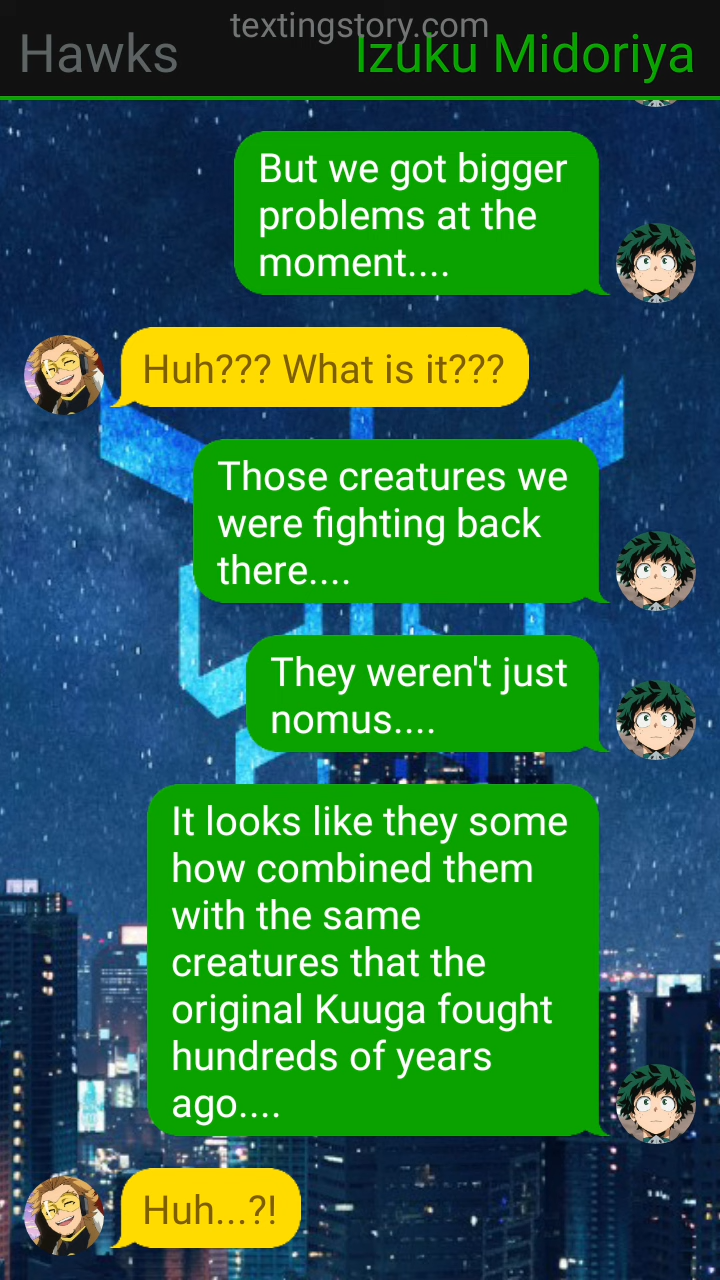 textingstory.com
Hawks
Izuku Midoriya
But we got bigger
problems at the
moment....
Huh??? What is it???
Those creatures we
were fighting back
there....
They weren't just
nomus....
It looks like they some
how combined them
with the same
creatures that the
original Kuuga fought
hundreds of years
ago....
Huh...?!